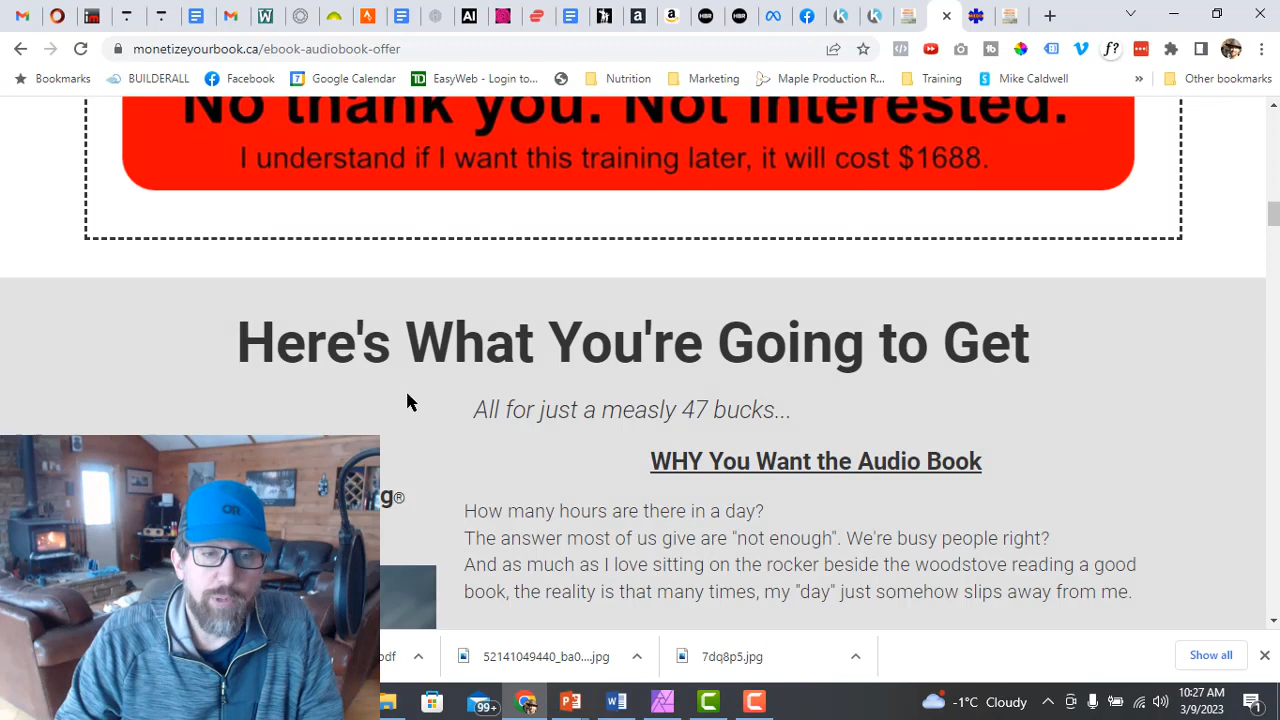 monetizeyourbook.ca/ebook-audiobook-offer
Bookmarks BUILDERALL Facebook Google Calendar EasyWeb - Login to... Nutrition Marketing Maple Production R... Training Mike Caldwell » Other bookmarks
No thank you. Not interested.
I understand if I want this training later, it will cost $1688.
Here's What You're Going to Get
All for just a measly 47 bucks...
WHY You Want the Audio Book
g®
How many hours are there in a day?
The answer most of us give are "not enough". We're busy people right?
And as much as I love sitting on the rocker beside the woodstove reading a good
book, the reality is that many times, my "day" just somehow slips away from me.
OR
odf 52141049440_ba0....jpg 7dq8p5.jpg Show all
99+ -1°C Cloudy 10:27 AM
3/9/2023